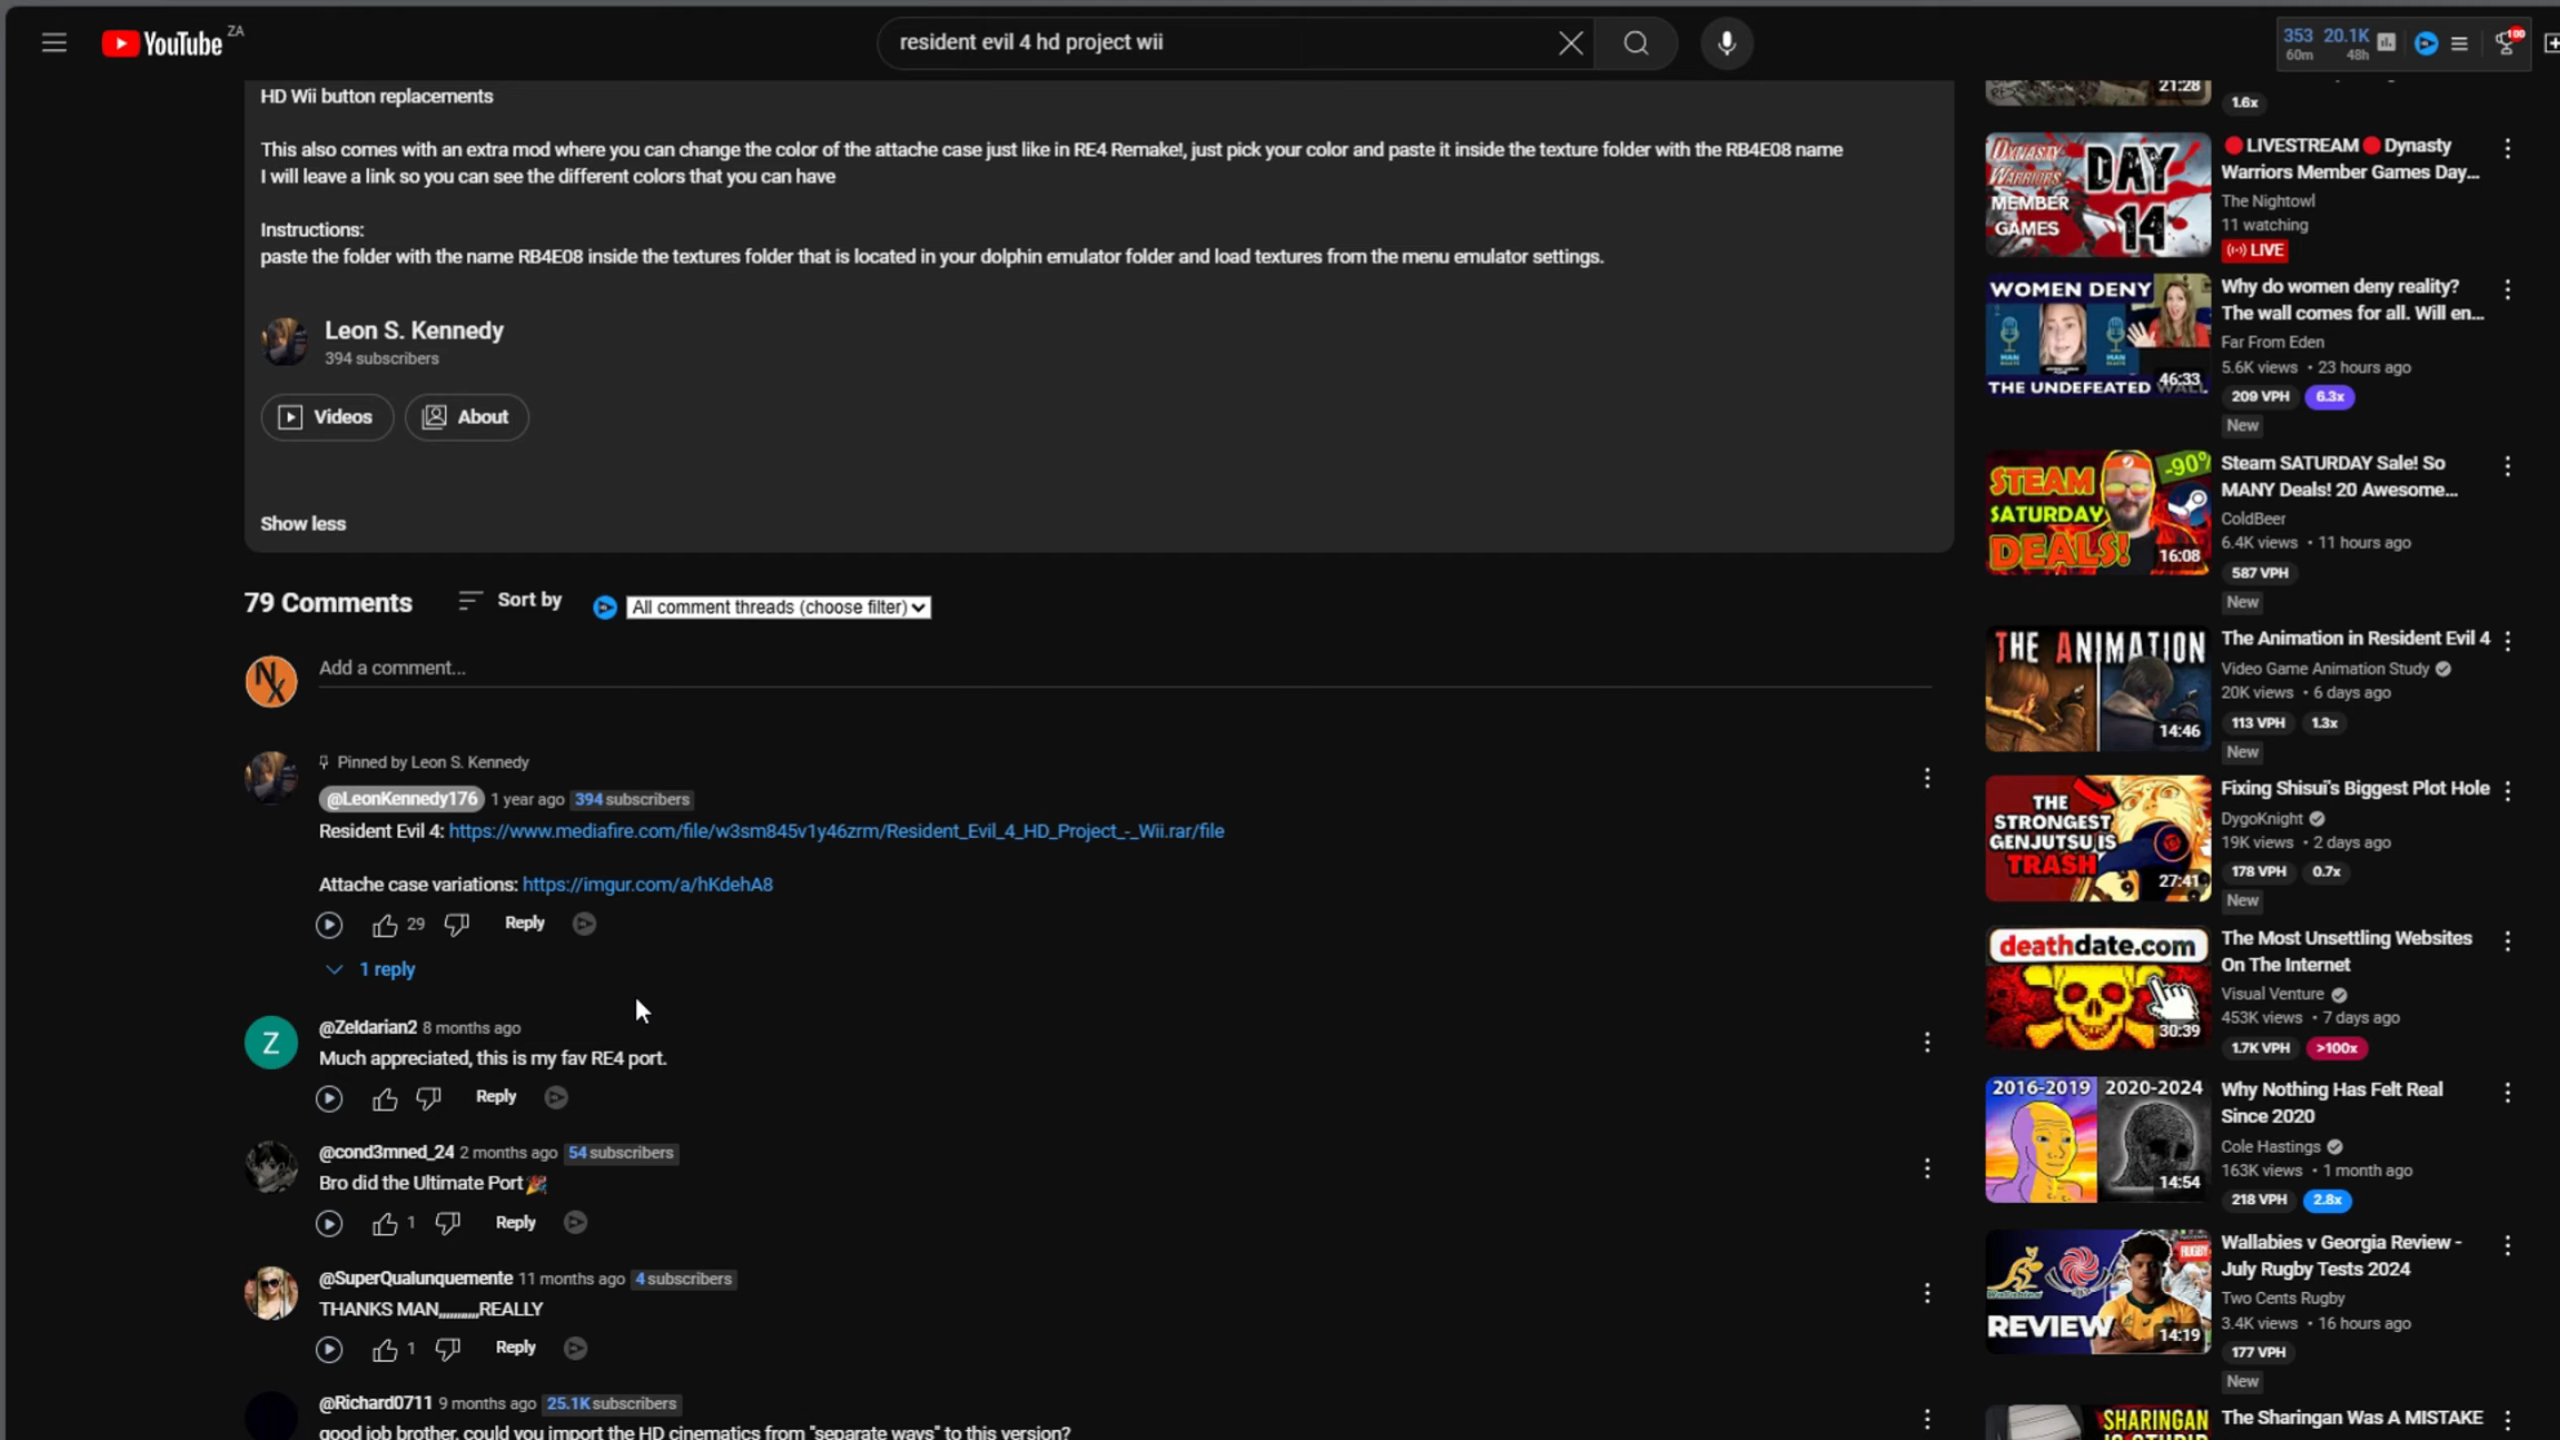 YouTube ZA
resident evil 4 hd project wii
353 20.1K
60m 48h
100
HD Wii button replacements
This also comes with an extra mod where you can change the color of the attache case just like in RE4 Remake!, just pick your color and paste it inside the texture folder with the RB4E08 name
I will leave a link so you can see the different colors that you can have
Instructions:
paste the folder with the name RB4E08 inside the textures folder that is located in your dolphin emulator folder and load textures from the menu emulator settings.
Leon S. Kennedy
394 subscribers
Videos About
Show less
79 Comments Sort by All comment threads (choose filter)
NX
Add a comment...
Pinned by Leon S. Kennedy
@LeonKennedy176 1 year ago 394 subscribers
Resident Evil 4: https://www.mediafire.com/file/w3sm845v1y46zrm/Resident_Evil_4_HD_Project_-_Wii.rar/file
Attache case variations: https://imgur.com/a/hKdehA8
29 Reply
1 reply
Z
@Zeldarian2 8 months ago
Much appreciated, this is my fav RE4 port.
Reply
@cond3mned_24 2 months ago 54 subscribers
Bro did the Ultimate Port🎉
1 Reply
@SuperQualunquemente 11 months ago 4 subscribers
THANKS MAN,,,,,,,,,,,REALLY
1 Reply
@Richard0711 9 months ago 25.1K subscribers
good job brother, could you import the HD cinematics from "separate ways" to this version?
21:28
1.6x
DYNASTY
WARRIORS
MEMBER
GAMES
DAY
14
🔴LIVESTREAM🔴Dynasty
Warriors Member Games Day...
The Nightowl
11 watching
LIVE
WOMEN DENY
THE UNDEFEATED
46:33
Why do women deny reality?
The wall comes for all. Will en...
Far From Eden
5.6K views • 23 hours ago
209 VPH 6.3x
New
STEAM
SATURDAY
DEALS!
-90%
16:08
Steam SATURDAY Sale! So
MANY Deals! 20 Awesome...
ColdBeer
6.4K views • 11 hours ago
587 VPH
New
THE ANIMATION
14:46
The Animation in Resident Evil 4
Video Game Animation Study
20K views • 6 days ago
113 VPH 1.3x
New
THE
STRONGEST
GENJUTSU IS
TRASH
27:41
Fixing Shisui's Biggest Plot Hole
DygoKnight
19K views • 2 days ago
178 VPH 0.7x
New
deathdate.com
30:39
The Most Unsettling Websites
On The Internet
Visual Venture
453K views • 7 days ago
1.7K VPH >100x
2016-2019 2020-2024
14:54
Why Nothing Has Felt Real
Since 2020
Cole Hastings
163K views • 1 month ago
218 VPH 2.8x
RUGBY
REVIEW
14:19
Wallabies v Georgia Review -
July Rugby Tests 2024
Two Cents Rugby
3.4K views • 16 hours ago
177 VPH
New
SHARINGAN
The Sharingan Was A MISTAKE